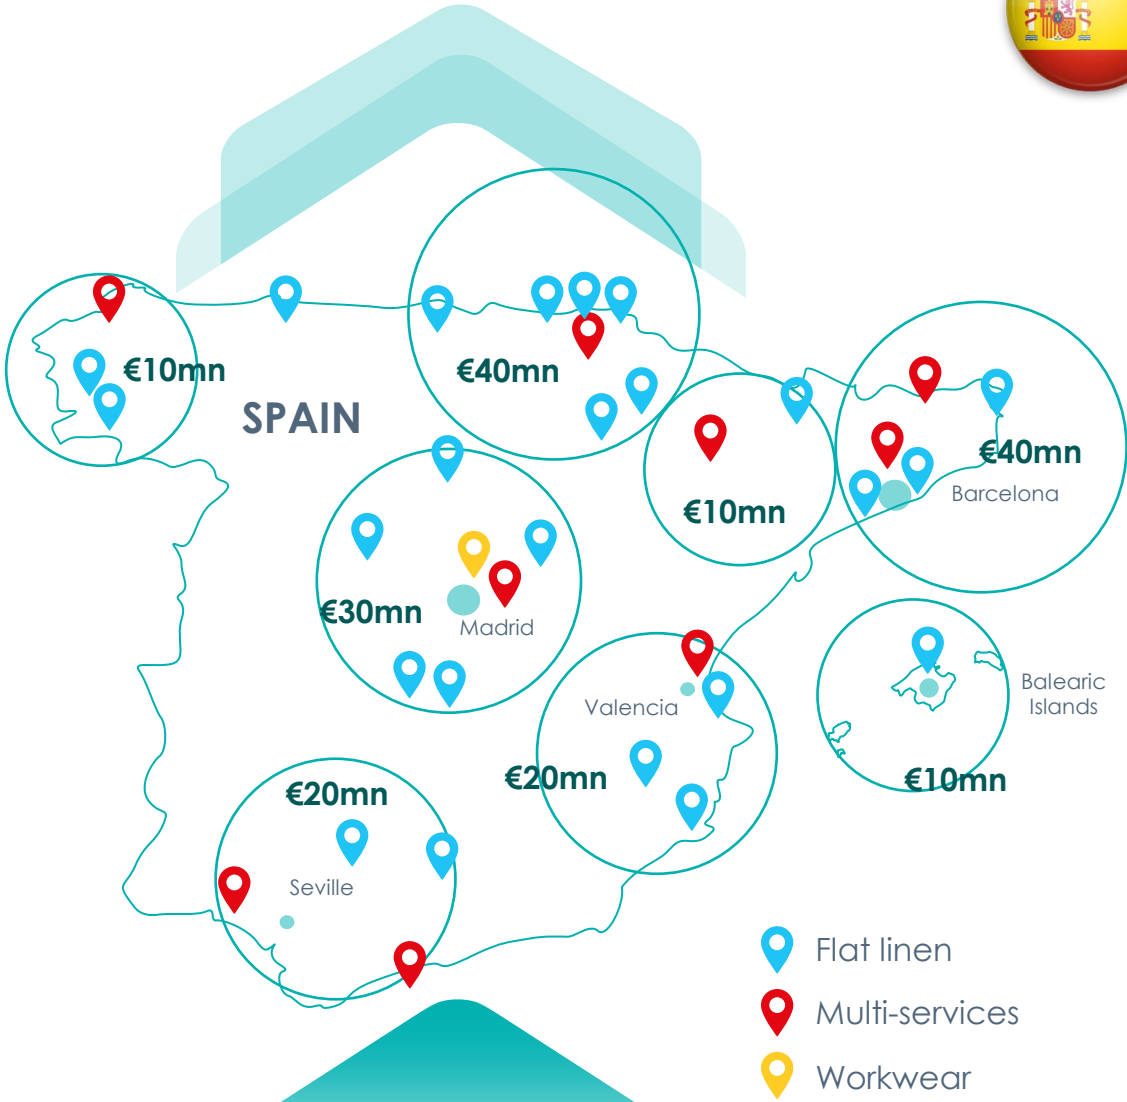 €10mn
€40mn
SPAIN
€40mn
Barcelona
€10mn
€30mn
Madrid
Valencia
Balearic
Islands
€20mn
€10mn
€20mn
Seville
Flat linen
Multi-services
Workwear